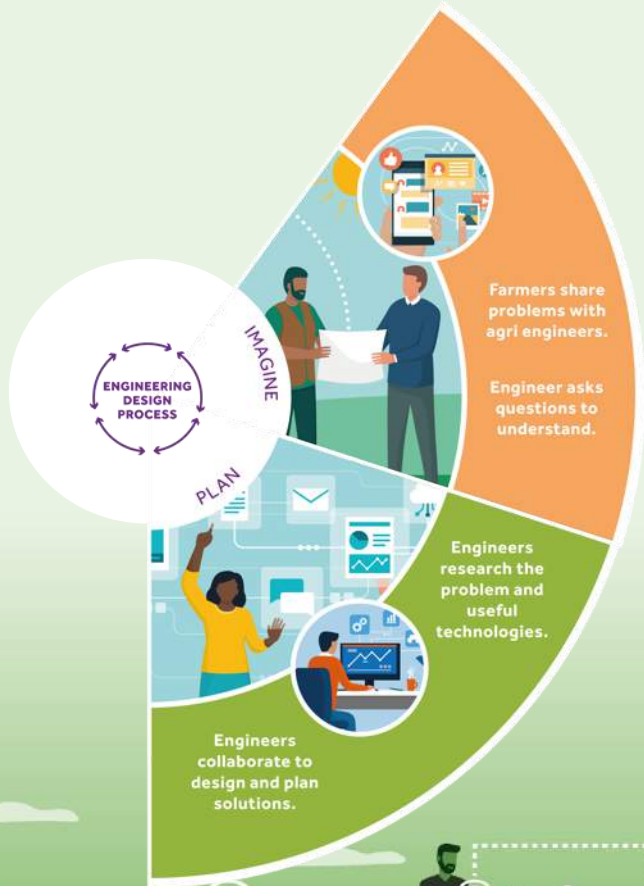 ENGINEERING
DESIGN
PROCESS
IMAGINE
Farmers share
problems with
agri engineers.
Engineer asks
questions to
understand.
PLAN
Engineers
research the
problem and
useful
technologies.
Engineers
collaborate to
design and plan
solutions.